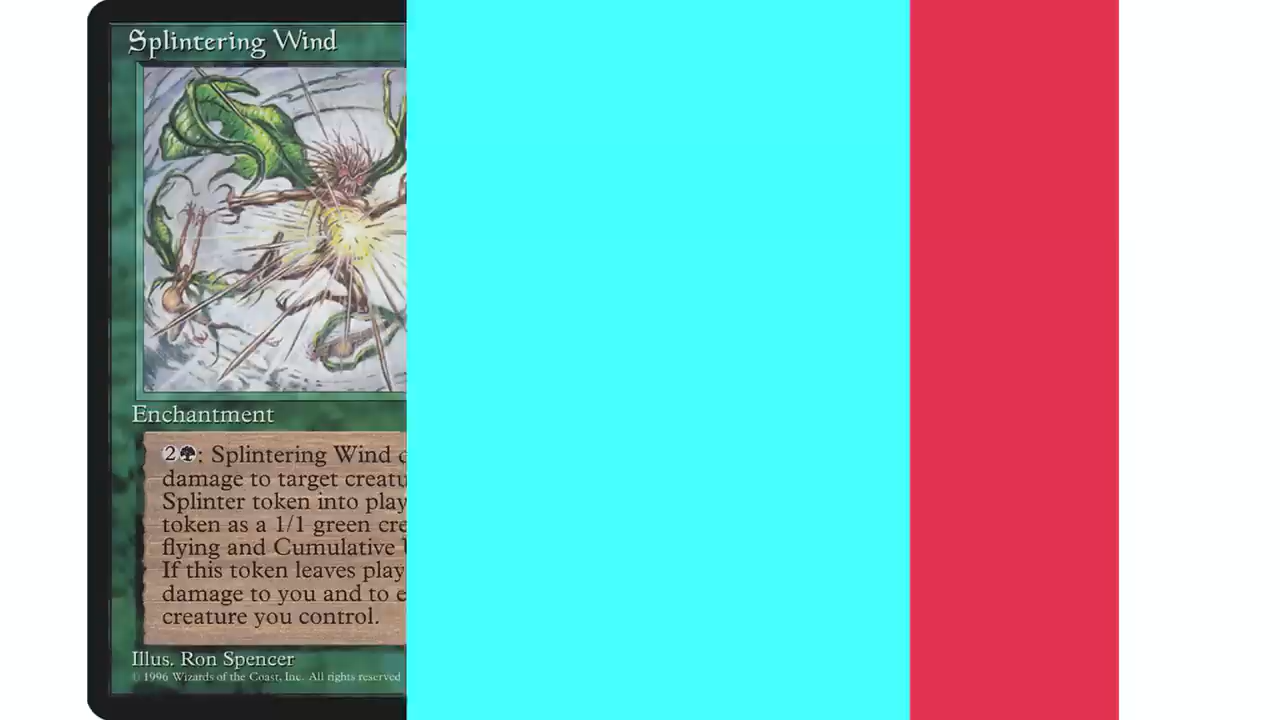 Splintering Wind
Enchantment
2: Splintering Wind
damage to target
Splinter token into play
token as a 1/1 green
flying and Cumulative
If this token leaves play
damage to you and to
creature you control.
Illus. Ron Spencer
© 1996 Wizards of the Coast, Inc. All rights reserved